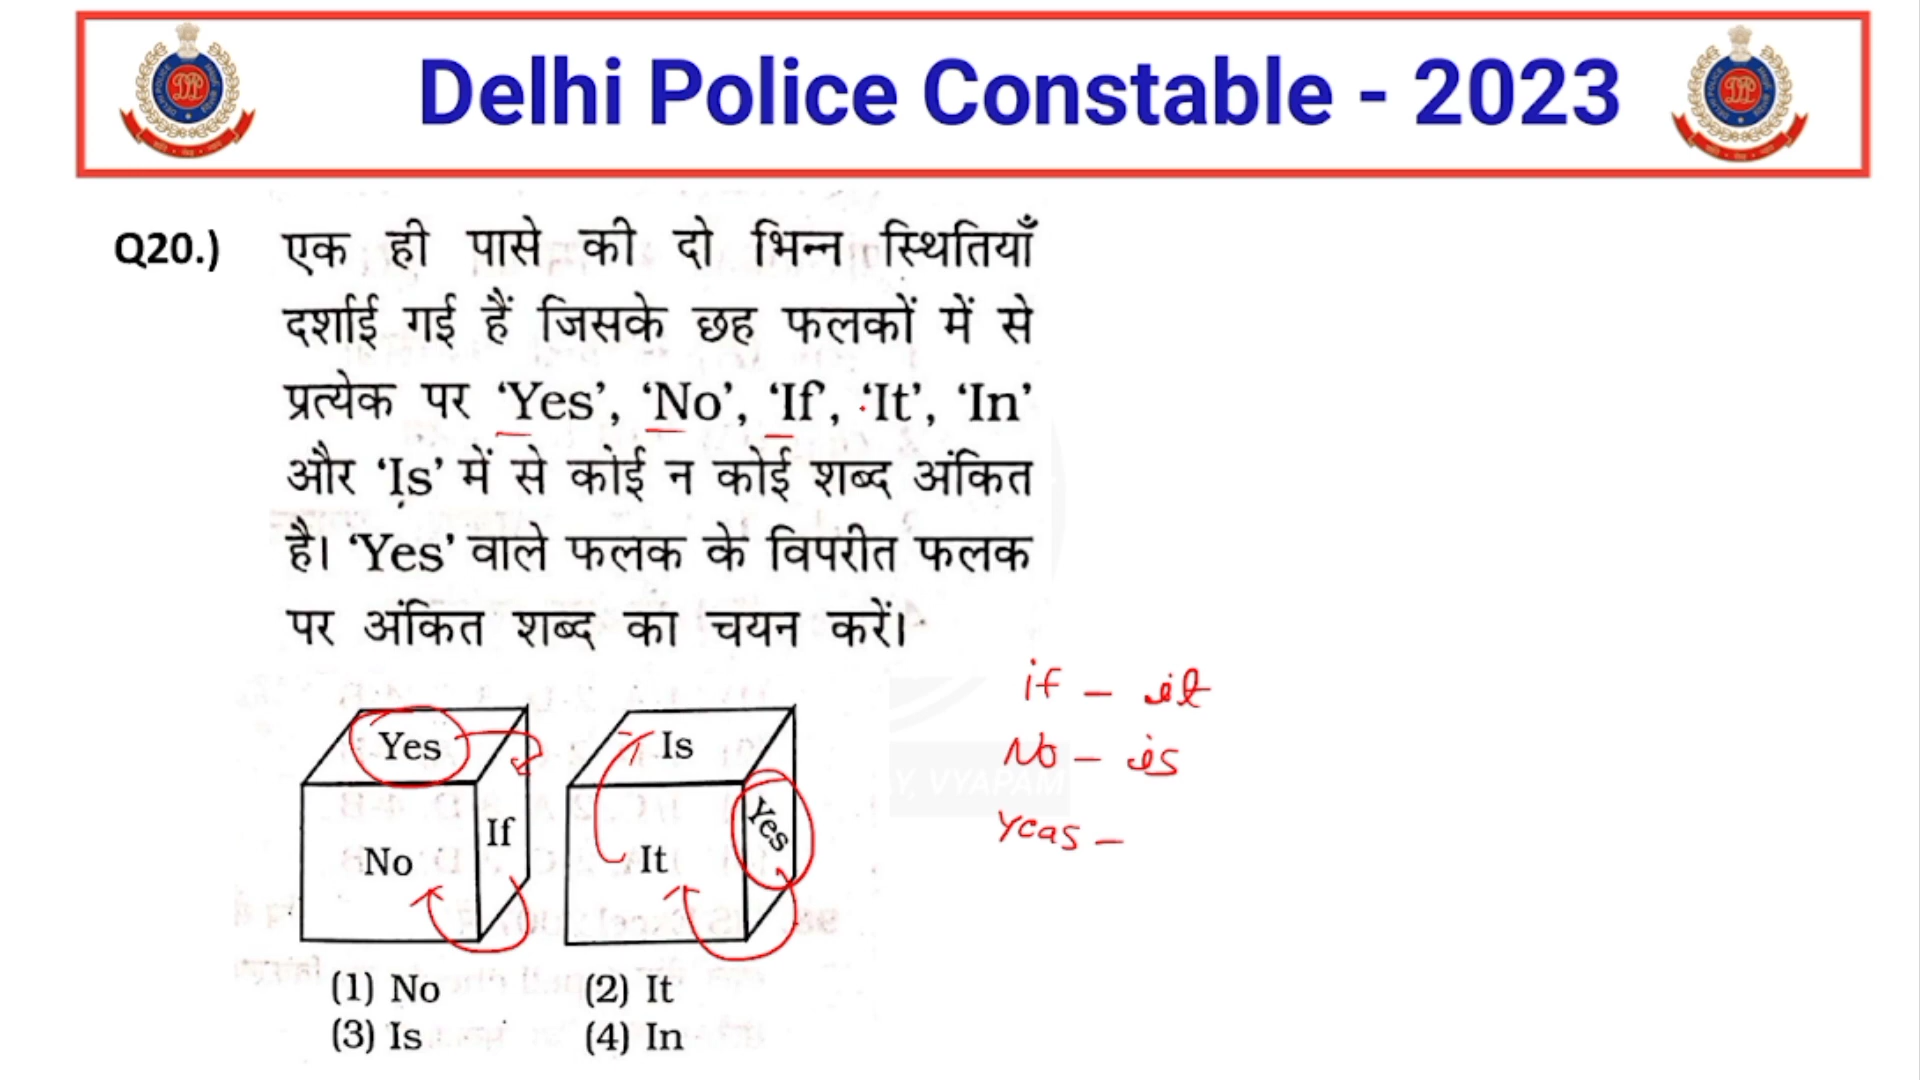 Delhi Police Constable - 2023
Q20.) एक ही पासे की दो भिन्न स्थितियाँ
दर्शाई गई हैं जिसके छह फलकों में से
प्रत्येक पर ‘Yes’, ‘No’, ‘If’, ‘It’, ‘In’
और ‘Is’ में से कोई न कोई शब्द अंकित
है। ‘Yes’ वाले फलक के विपरीत फलक
पर अंकित शब्द का चयन करें।
Yes
No
If
Is
It
Yes
if – it
No – is
Yeas –
Y, VYAPAM
(1) No (2) It
(3) Is (4) In